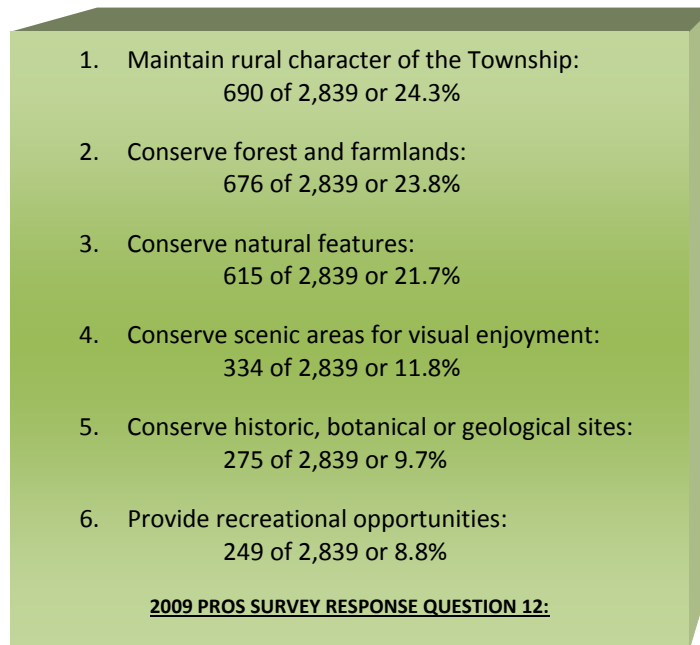 1. Maintain rural character of the Township:
690 of 2,839 or 24.3%
2. Conserve forest and farmlands:
676 of 2,839 or 23.8%
3. Conserve natural features:
615 of 2,839 or 21.7%
4. Conserve scenic areas for visual enjoyment:
334 of 2,839 or 11.8%
5. Conserve historic, botanical or geological sites:
275 of 2,839 or 9.7%
6. Provide recreational opportunities:
249 of 2,839 or 8.8%
2009 PROS SURVEY RESPONSE QUESTION 12: